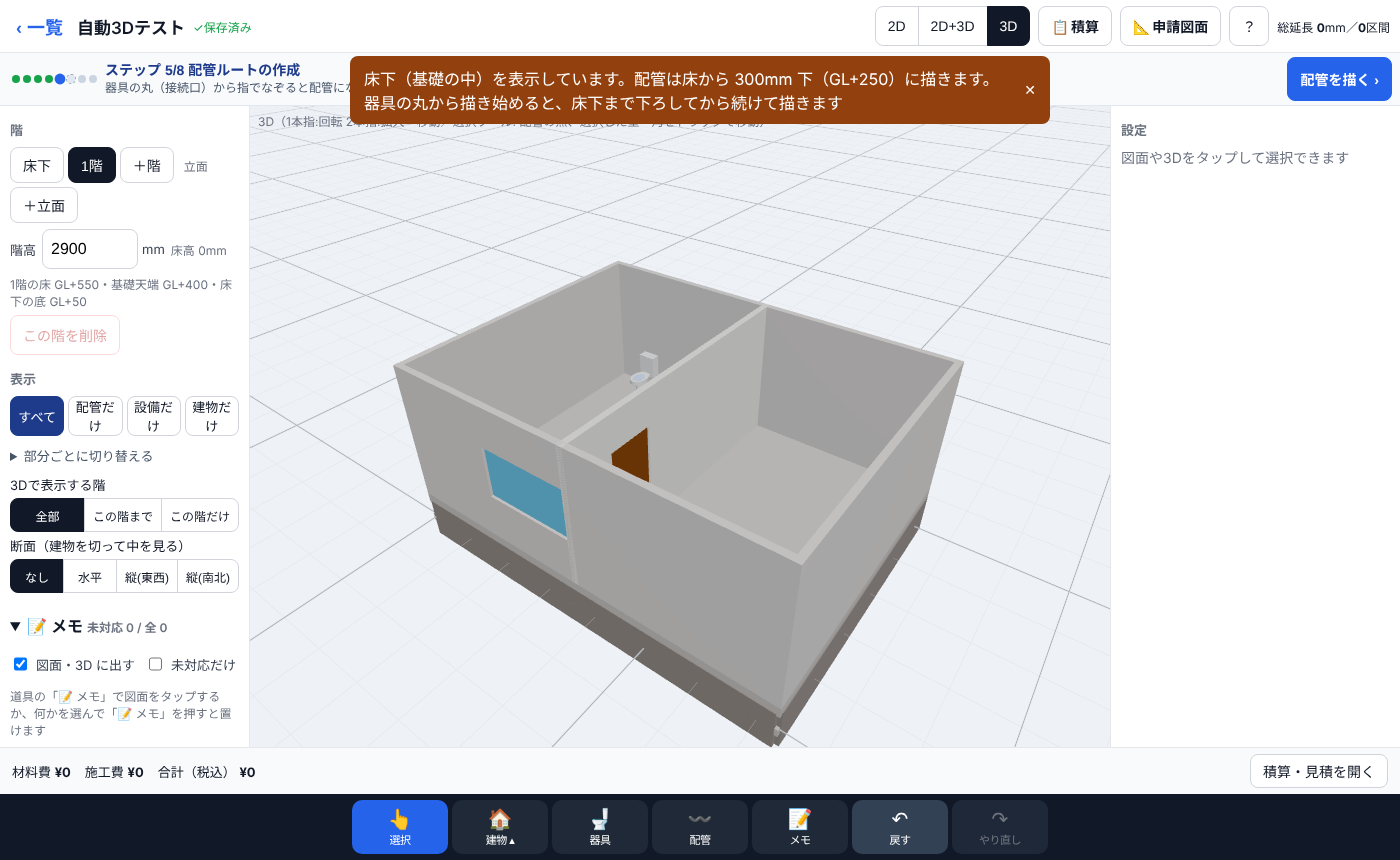 ‹ 一覧 自動3Dテスト ✓保存済み
2D 2D+3D 3D 📋積算 📐申請図面 ? 総延長 0mm／0区間
ステップ 5/8 配管ルートの作成
器具の丸（接続口）から指でなぞると配管にな
床下（基礎の中）を表示しています。配管は床から 300mm 下（GL+250）に描きます。
器具の丸から描き始めると、床下まで下ろしてから続けて描きます
×
配管を描く ›
階
床下 1階 ＋階 立面
＋立面
階高 2900 mm 床高 0mm
1階の床 GL+550・基礎天端 GL+400・床
下の底 GL+50
この階を削除
表示
すべて 配管だけ 設備だけ 建物だけ
▶ 部分ごとに切り替える
3Dで表示する階
全部 この階まで この階だけ
断面（建物を切って中を見る）
なし 水平 縦(東西) 縦(南北)
▼ 📝 メモ 未対応 0 / 全 0
図面・3D に出す 未対応だけ
道具の「📝 メモ」で図面をタップする
か、何かを選んで「📝 メモ」を押すと置
けます
3D（1本指:回転
設定
図面や3Dをタップして選択できます
材料費 ¥0 施工費 ¥0 合計（税込） ¥0
積算・見積を開く
選択 建物▲ 器具 配管 メモ 戻す やり直し